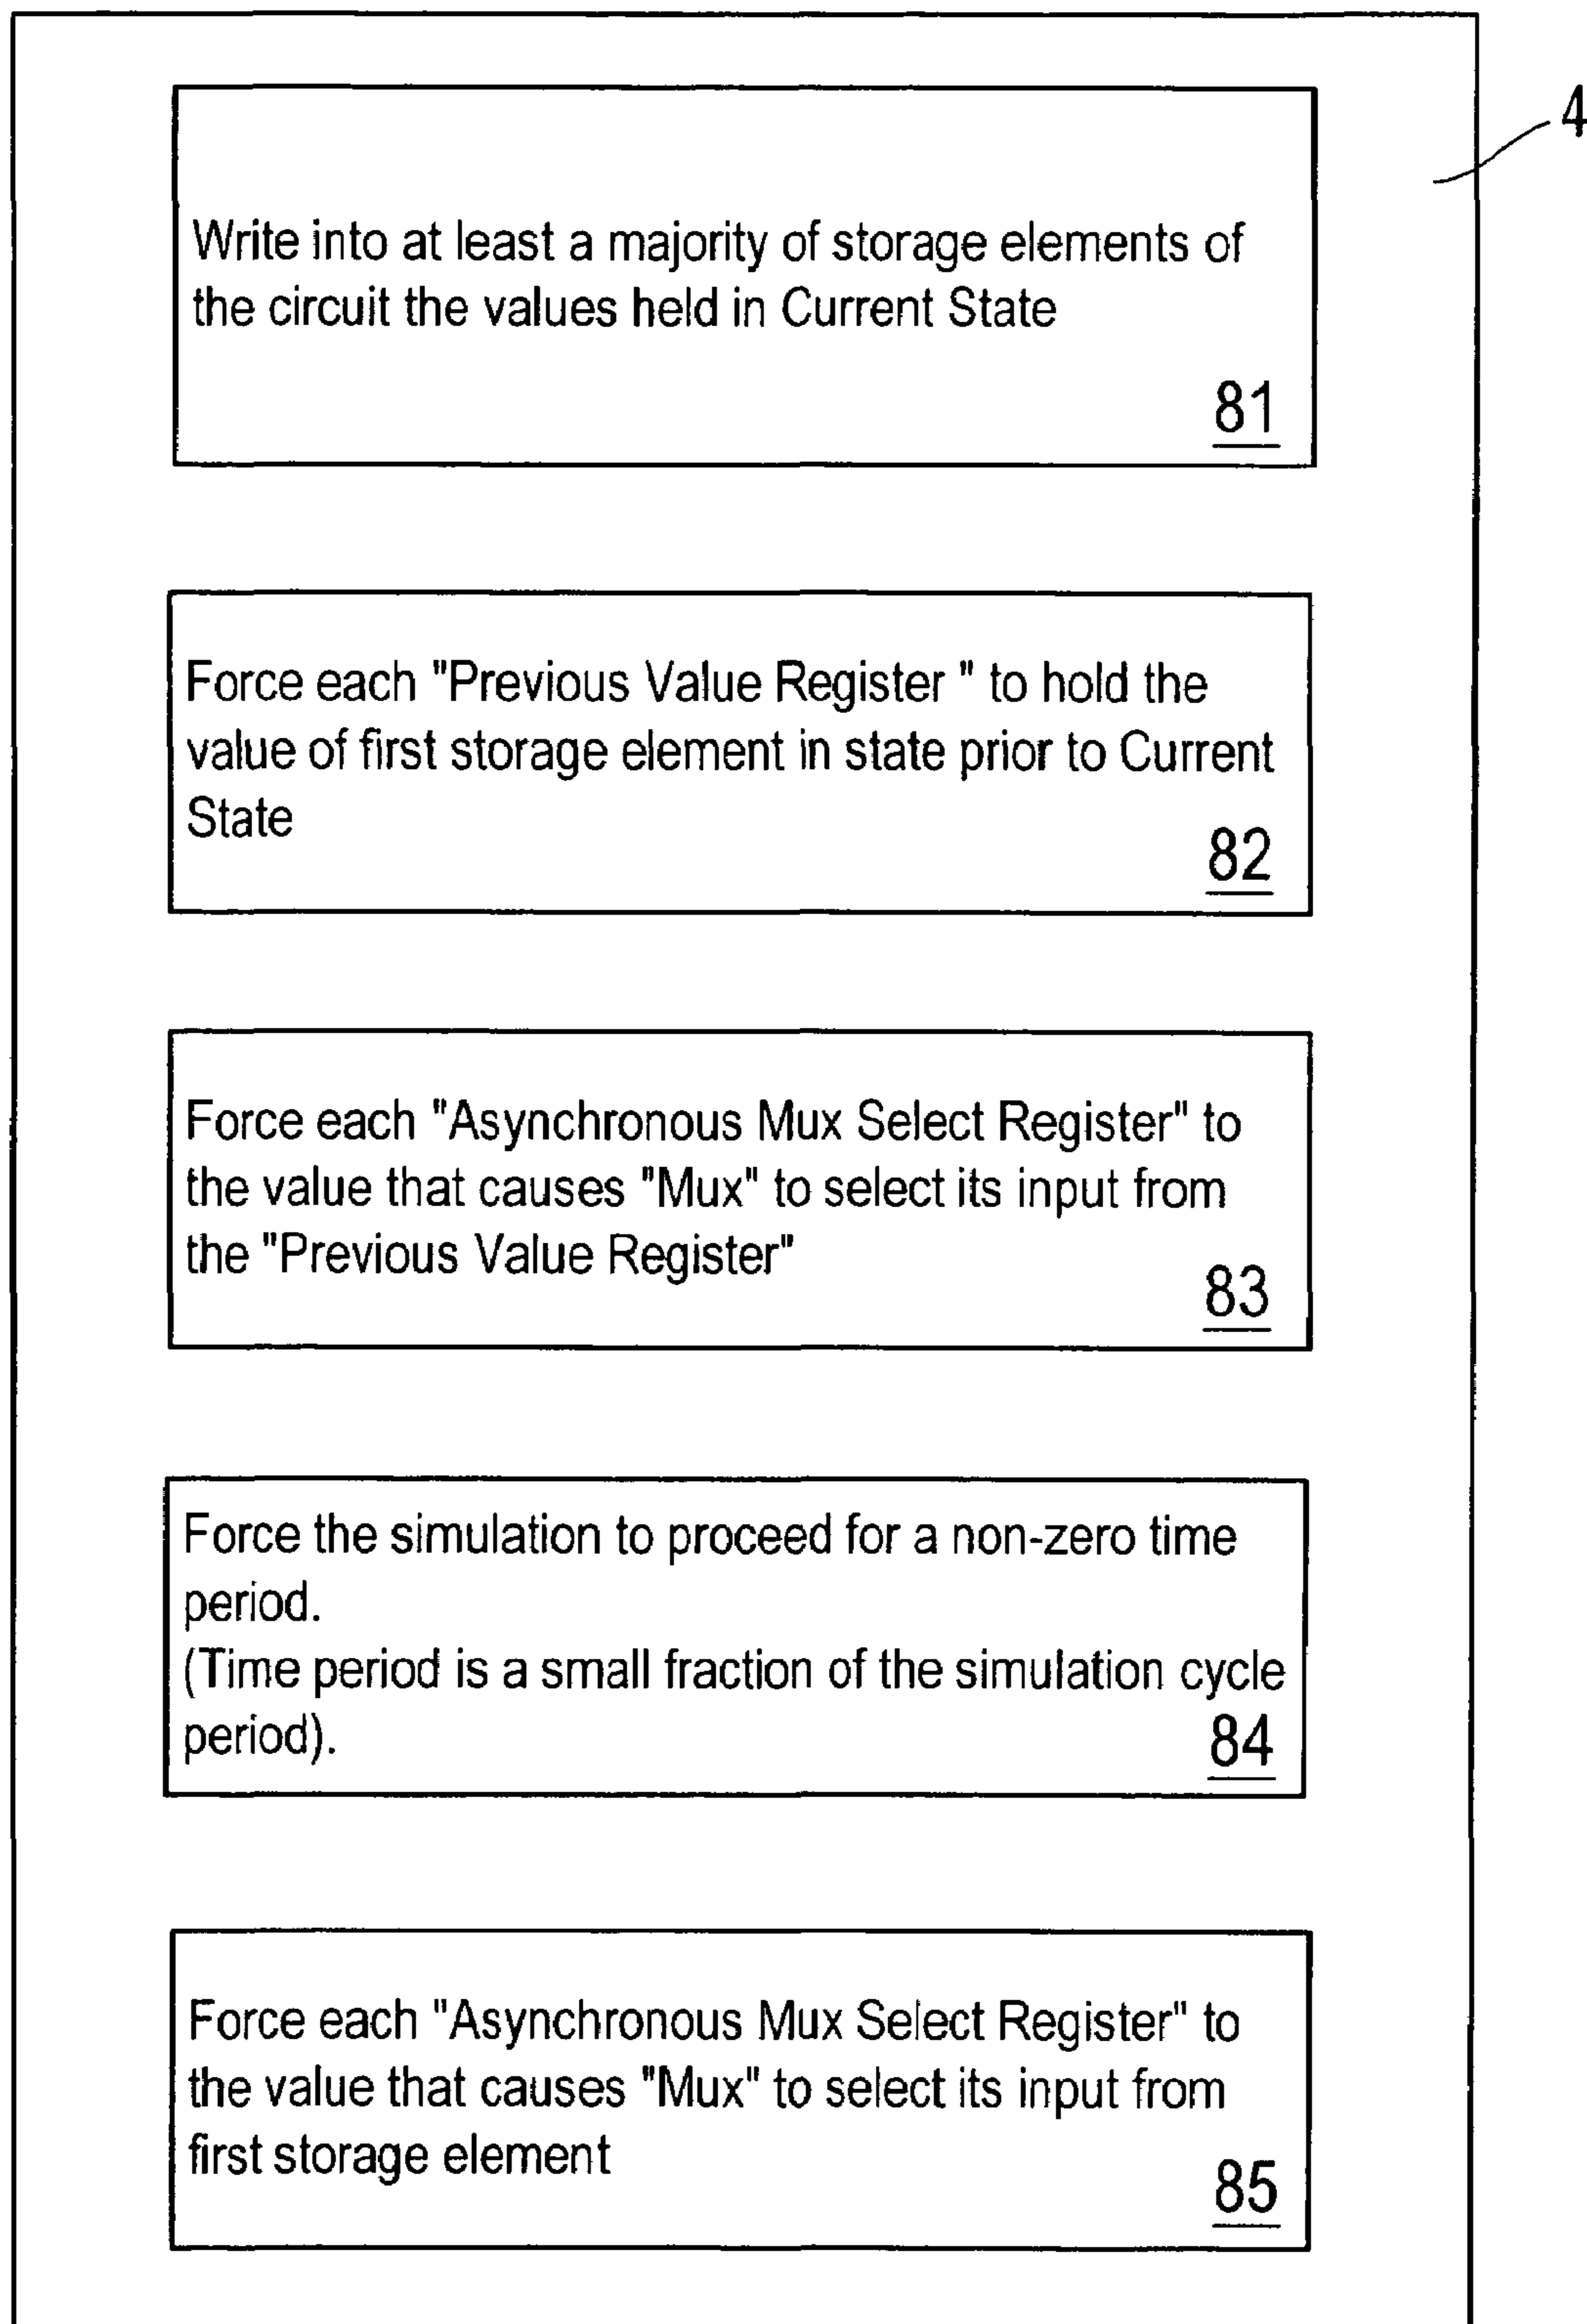 4
Write into at least a majority of storage elements of
the circuit the values held in Current State
81
Force each "Previous Value Register " to hold the
value of first storage element in state prior to Current
State
82
Force each "Asynchronous Mux Select Register" to
the value that causes "Mux" to select its input from
the "Previous Value Register"
83
Force the simulation to proceed for a non-zero time
period.
(Time period is a small fraction of the simulation cycle
period).
84
Force each "Asynchronous Mux Select Register" to
the value that causes "Mux" to select its input from
first storage element
85